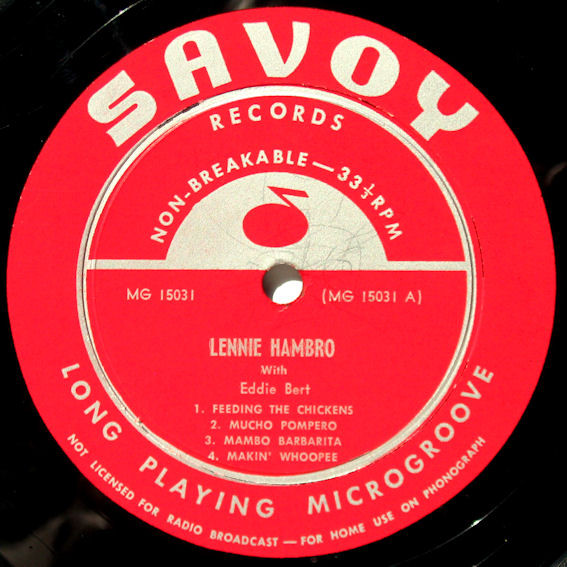 SAVOY
RECORDS
NON-BREAKABLE — 33⅓ RPM
MG 15031 (MG 15031 A)
LENNIE HAMBRO
With
Eddie Bert
1. FEEDING THE CHICKENS
2. MUCHO POMPERO
3. MAMBO BARBARITA
4. MAKIN' WHOOPEE
LONG PLAYING MICROGROOVE
NOT LICENSED FOR RADIO BROADCAST — FOR HOME USE ON PHONOGRAPH